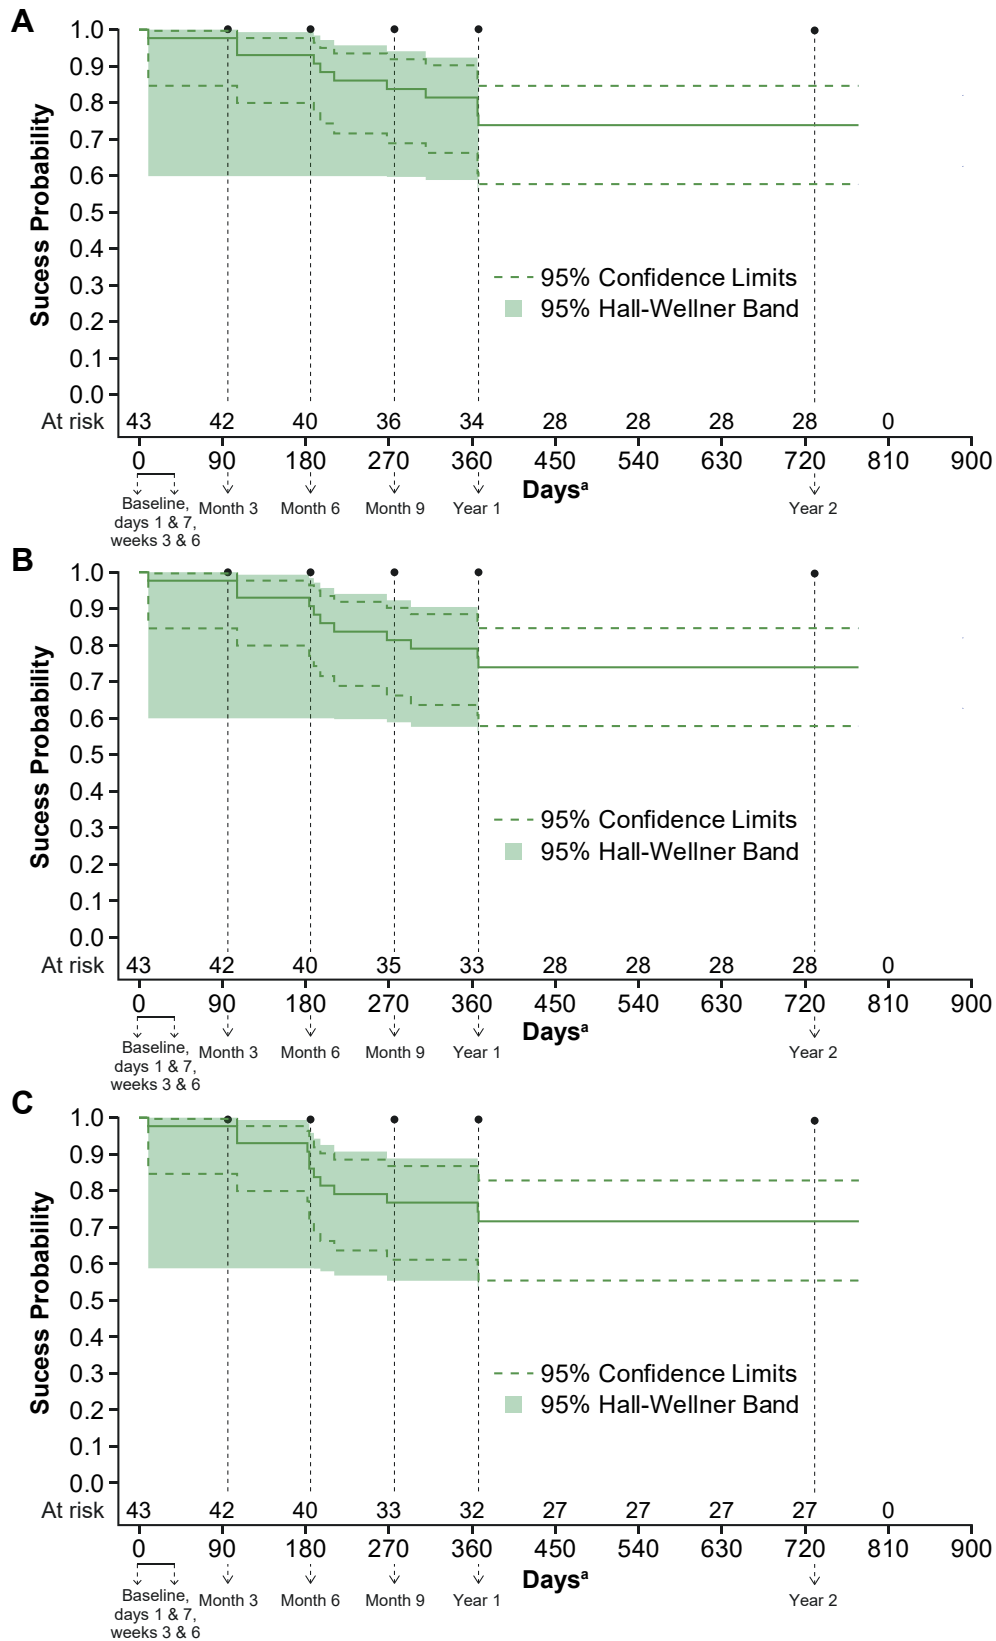 A
1.0
0.9
0.8
0.7
0.6
0.5
0.4
0.3
0.2
0.1
0.0
Sucess Probability
95% Confidence Limits
95% Hall-Wellner Band
At risk 43 42 40 36 34 28 28 28 28 0
0 90 180 270 360 450 540 630 720 810 900
Daysª
Baseline, Month 3 Month 6 Month 9 Year 1 Year 2
days 1 & 7,
weeks 3 & 6
B
1.0
0.9
0.8
0.7
0.6
0.5
0.4
0.3
0.2
0.1
0.0
Sucess Probability
95% Confidence Limits
95% Hall-Wellner Band
At risk 43 42 40 35 33 28 28 28 28 0
0 90 180 270 360 450 540 630 720 810 900
Daysª
Baseline, Month 3 Month 6 Month 9 Year 1 Year 2
days 1 & 7,
weeks 3 & 6
C
1.0
0.9
0.8
0.7
0.6
0.5
0.4
0.3
0.2
0.1
0.0
Sucess Probability
95% Confidence Limits
95% Hall-Wellner Band
At risk 43 42 40 33 32 27 27 27 27 0
0 90 180 270 360 450 540 630 720 810 900
Daysª
Baseline, Month 3 Month 6 Month 9 Year 1 Year 2
days 1 & 7,
weeks 3 & 6